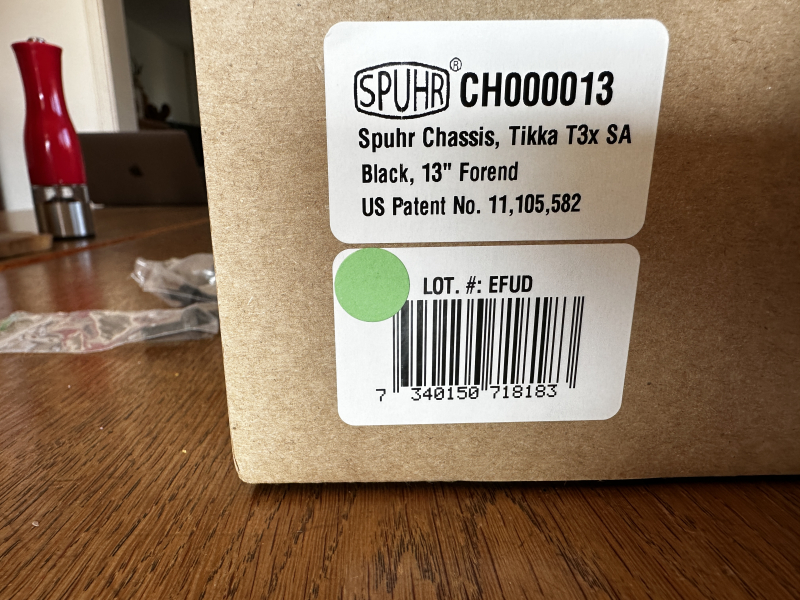 SPUHR® CH000013
Spuhr Chassis, Tikka T3x SA
Black, 13" Forend
US Patent No. 11,105,582
LOT. #: EFUD
7 340150 718183